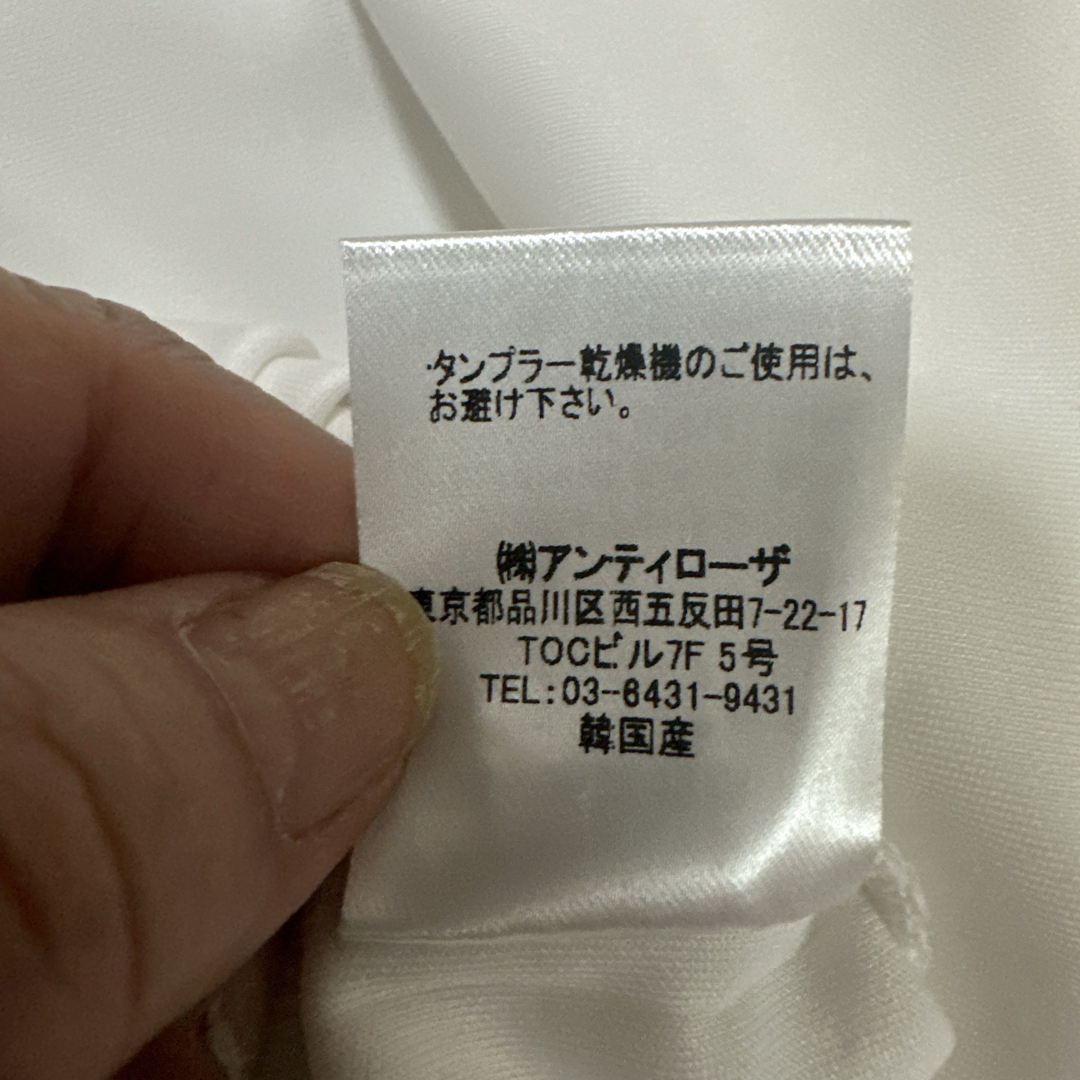 ・タンブラー乾燥機のご使用は、
お避け下さい。
㈱アンティローザ
東京都品川区西五反田7-22-17
TOCビル7F 5号
TEL:03-6431-9431
韓国産